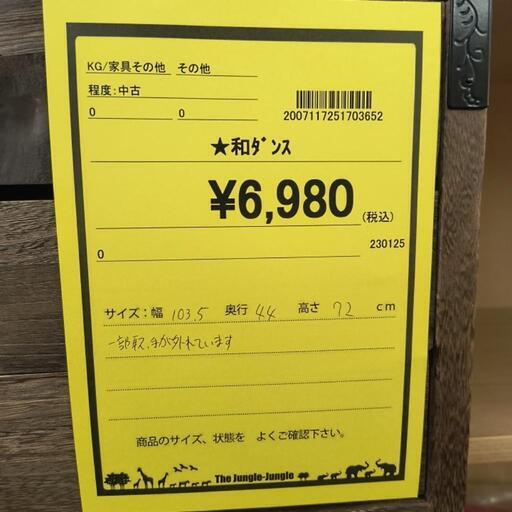 KG/家具その他 その他
程度:中古
0 0
2007117251703652
★和ﾀﾞﾝｽ
¥6,980(税込)
0 230125
サイズ:幅 103.5 奥行 44 高さ 72 cm
一部取手が外れています
商品のサイズ、状態を よくご確認下さい。
The Jungle-Jungle